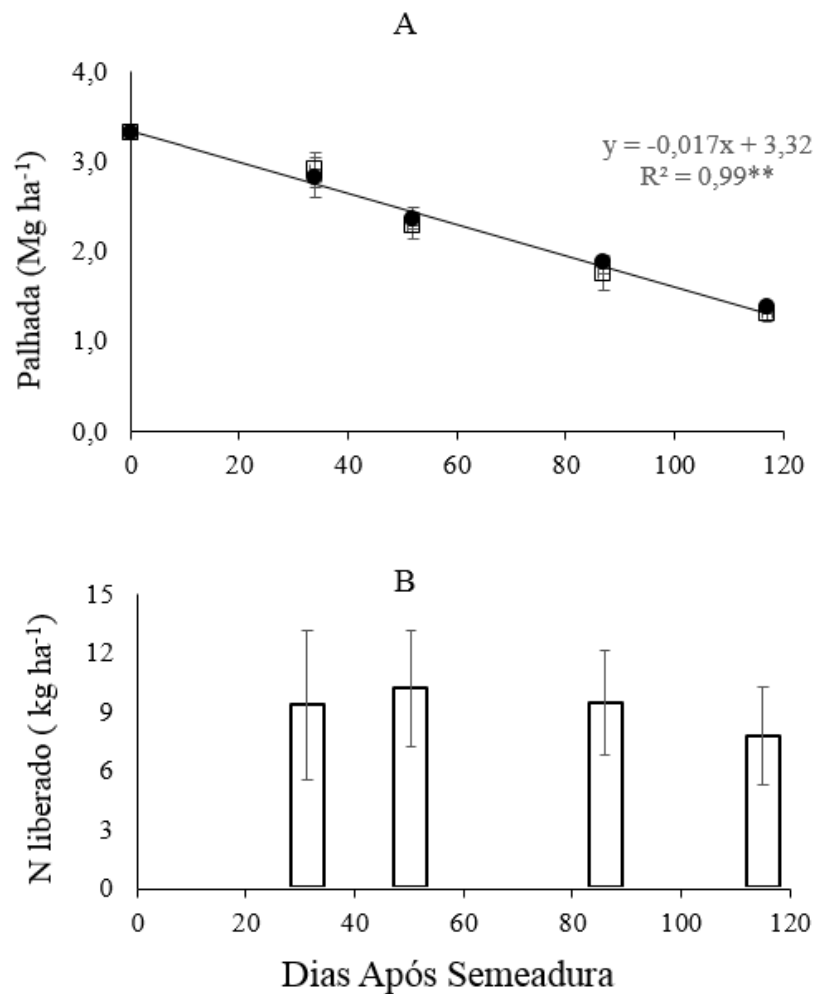 A
4,0
3,0
2,0
1,0
0,0
Palhada (Mg ha⁻¹)
y = -0,017x + 3,32
R² = 0,99**
0 20 40 60 80 100 120
B
15
12
9
6
3
0
N liberado ( kg ha⁻¹)
0 20 40 60 80 100 120
Dias Após Semeadura